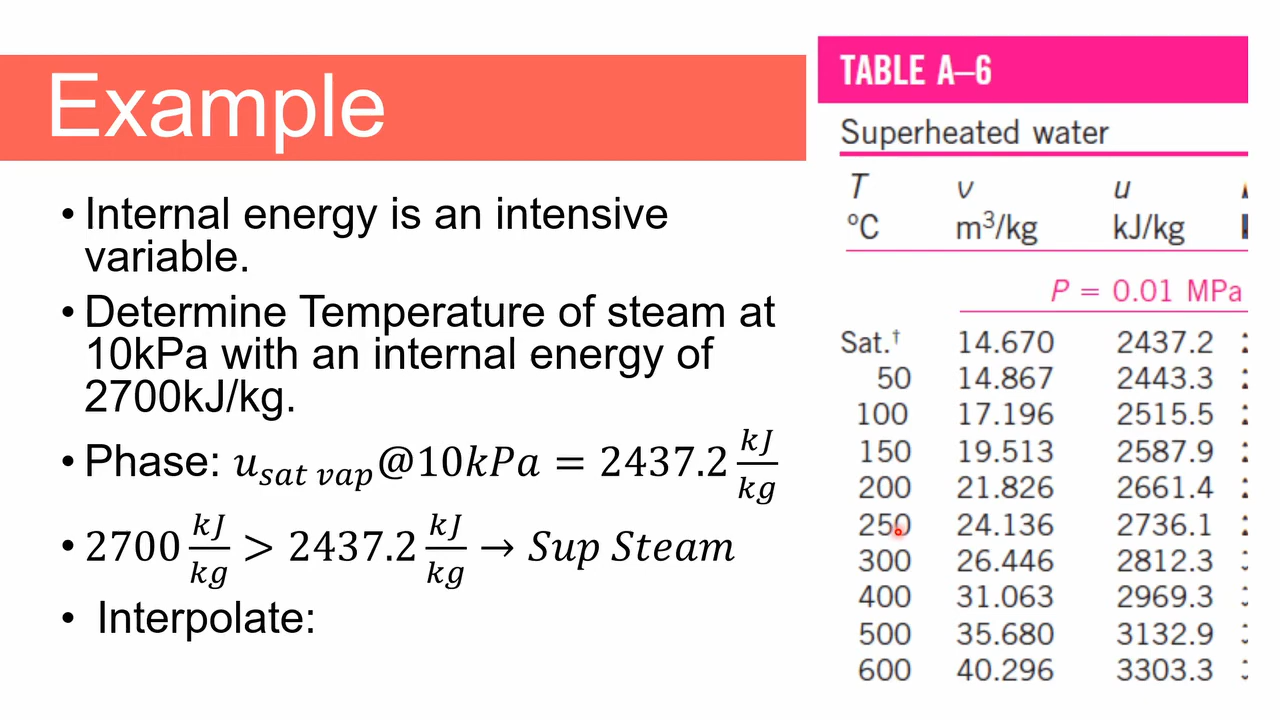 Example
• Internal energy is an intensive
variable.
• Determine Temperature of steam at
10kPa with an internal energy of
2700kJ/kg.
• Phase: u_sat vap@10kPa = 2437.2 kJ/kg
• 2700 kJ/kg > 2437.2 kJ/kg → Sup Steam
• Interpolate:
TABLE A–6
Superheated water
T v u
°C m³/kg kJ/kg
P = 0.01 MPa
Sat.† 14.670 2437.2
50 14.867 2443.3
100 17.196 2515.5
150 19.513 2587.9
200 21.826 2661.4
250 24.136 2736.1
300 26.446 2812.3
400 31.063 2969.3
500 35.680 3132.9
600 40.296 3303.3